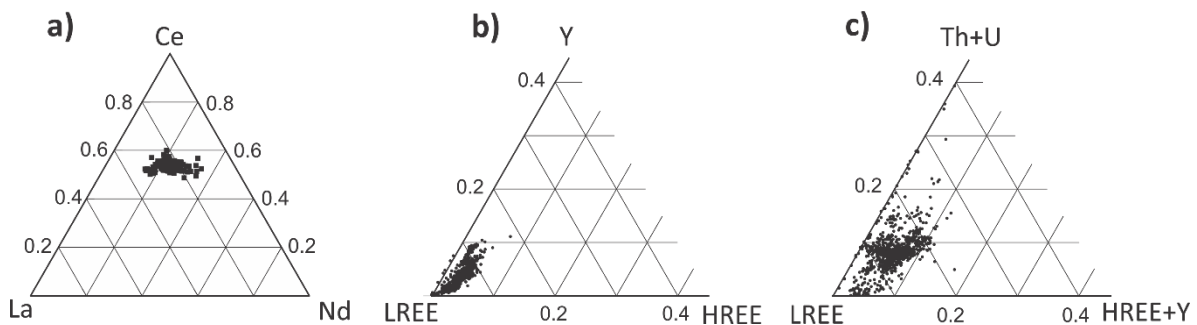 a)
Ce
0.8 0.8
0.6 0.6
0.4 0.4
0.2 0.2
La Nd
b)
Y
0.4
0.2
LREE 0.2 0.4 HREE
c)
Th+U
0.4
0.2
LREE 0.2 0.4 HREE+Y